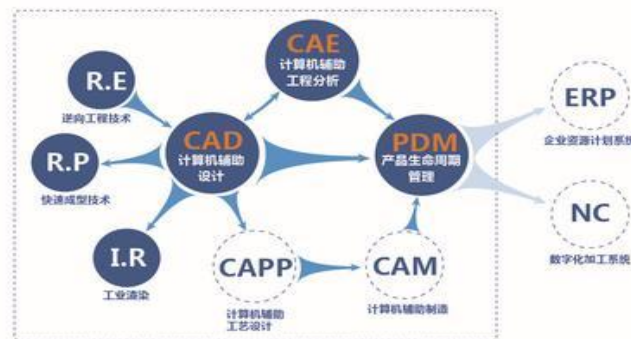 CAE
计算机辅助
工程分析
R.E
逆向工程技术
CAD
计算机辅助
设计
PDM
产品生命周期
管理
ERP
企业资源计划系统
R.P
快速成型技术
I.R
工业渲染
CAPP
计算机辅助
工艺设计
CAM
计算机辅助制造
NC
数字化加工系统